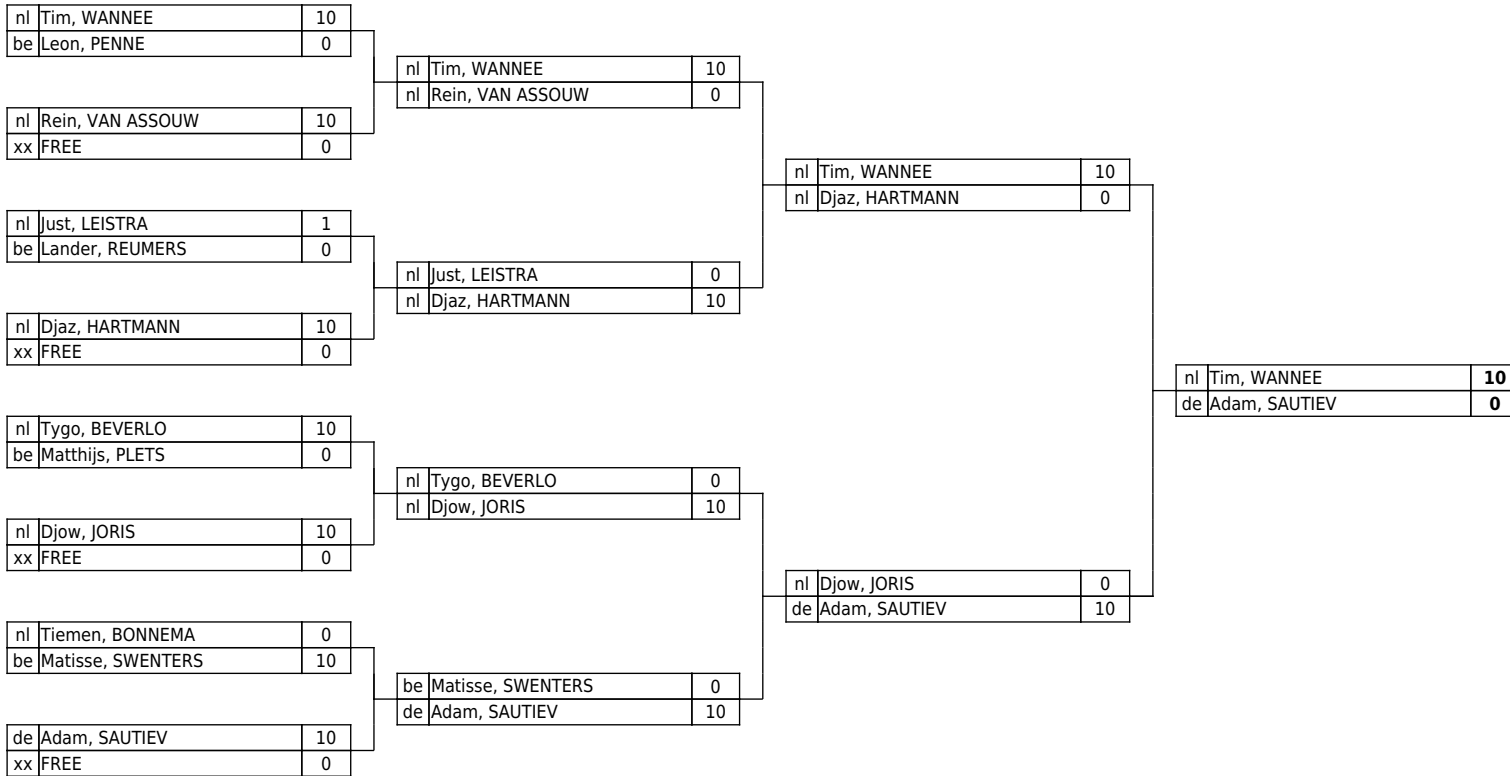 nl Tim, WANNEE 10
be Leon, PENNE 0
nl Rein, VAN ASSOUW 10
xx FREE 0
nl Just, LEISTRA 1
be Lander, REUMERS 0
nl Djaz, HARTMANN 10
xx FREE 0
nl Tygo, BEVERLO 10
be Matthijs, PLETS 0
nl Djow, JORIS 10
xx FREE 0
nl Tiemen, BONNEMA 0
be Matisse, SWENTERS 10
de Adam, SAUTIEV 10
xx FREE 0
nl Tim, WANNEE 10
nl Rein, VAN ASSOUW 0
nl Just, LEISTRA 0
nl Djaz, HARTMANN 10
nl Tygo, BEVERLO 0
nl Djow, JORIS 10
be Matisse, SWENTERS 0
de Adam, SAUTIEV 10
nl Tim, WANNEE 10
nl Djaz, HARTMANN 0
nl Djow, JORIS 0
de Adam, SAUTIEV 10
nl Tim, WANNEE 10
de Adam, SAUTIEV 0